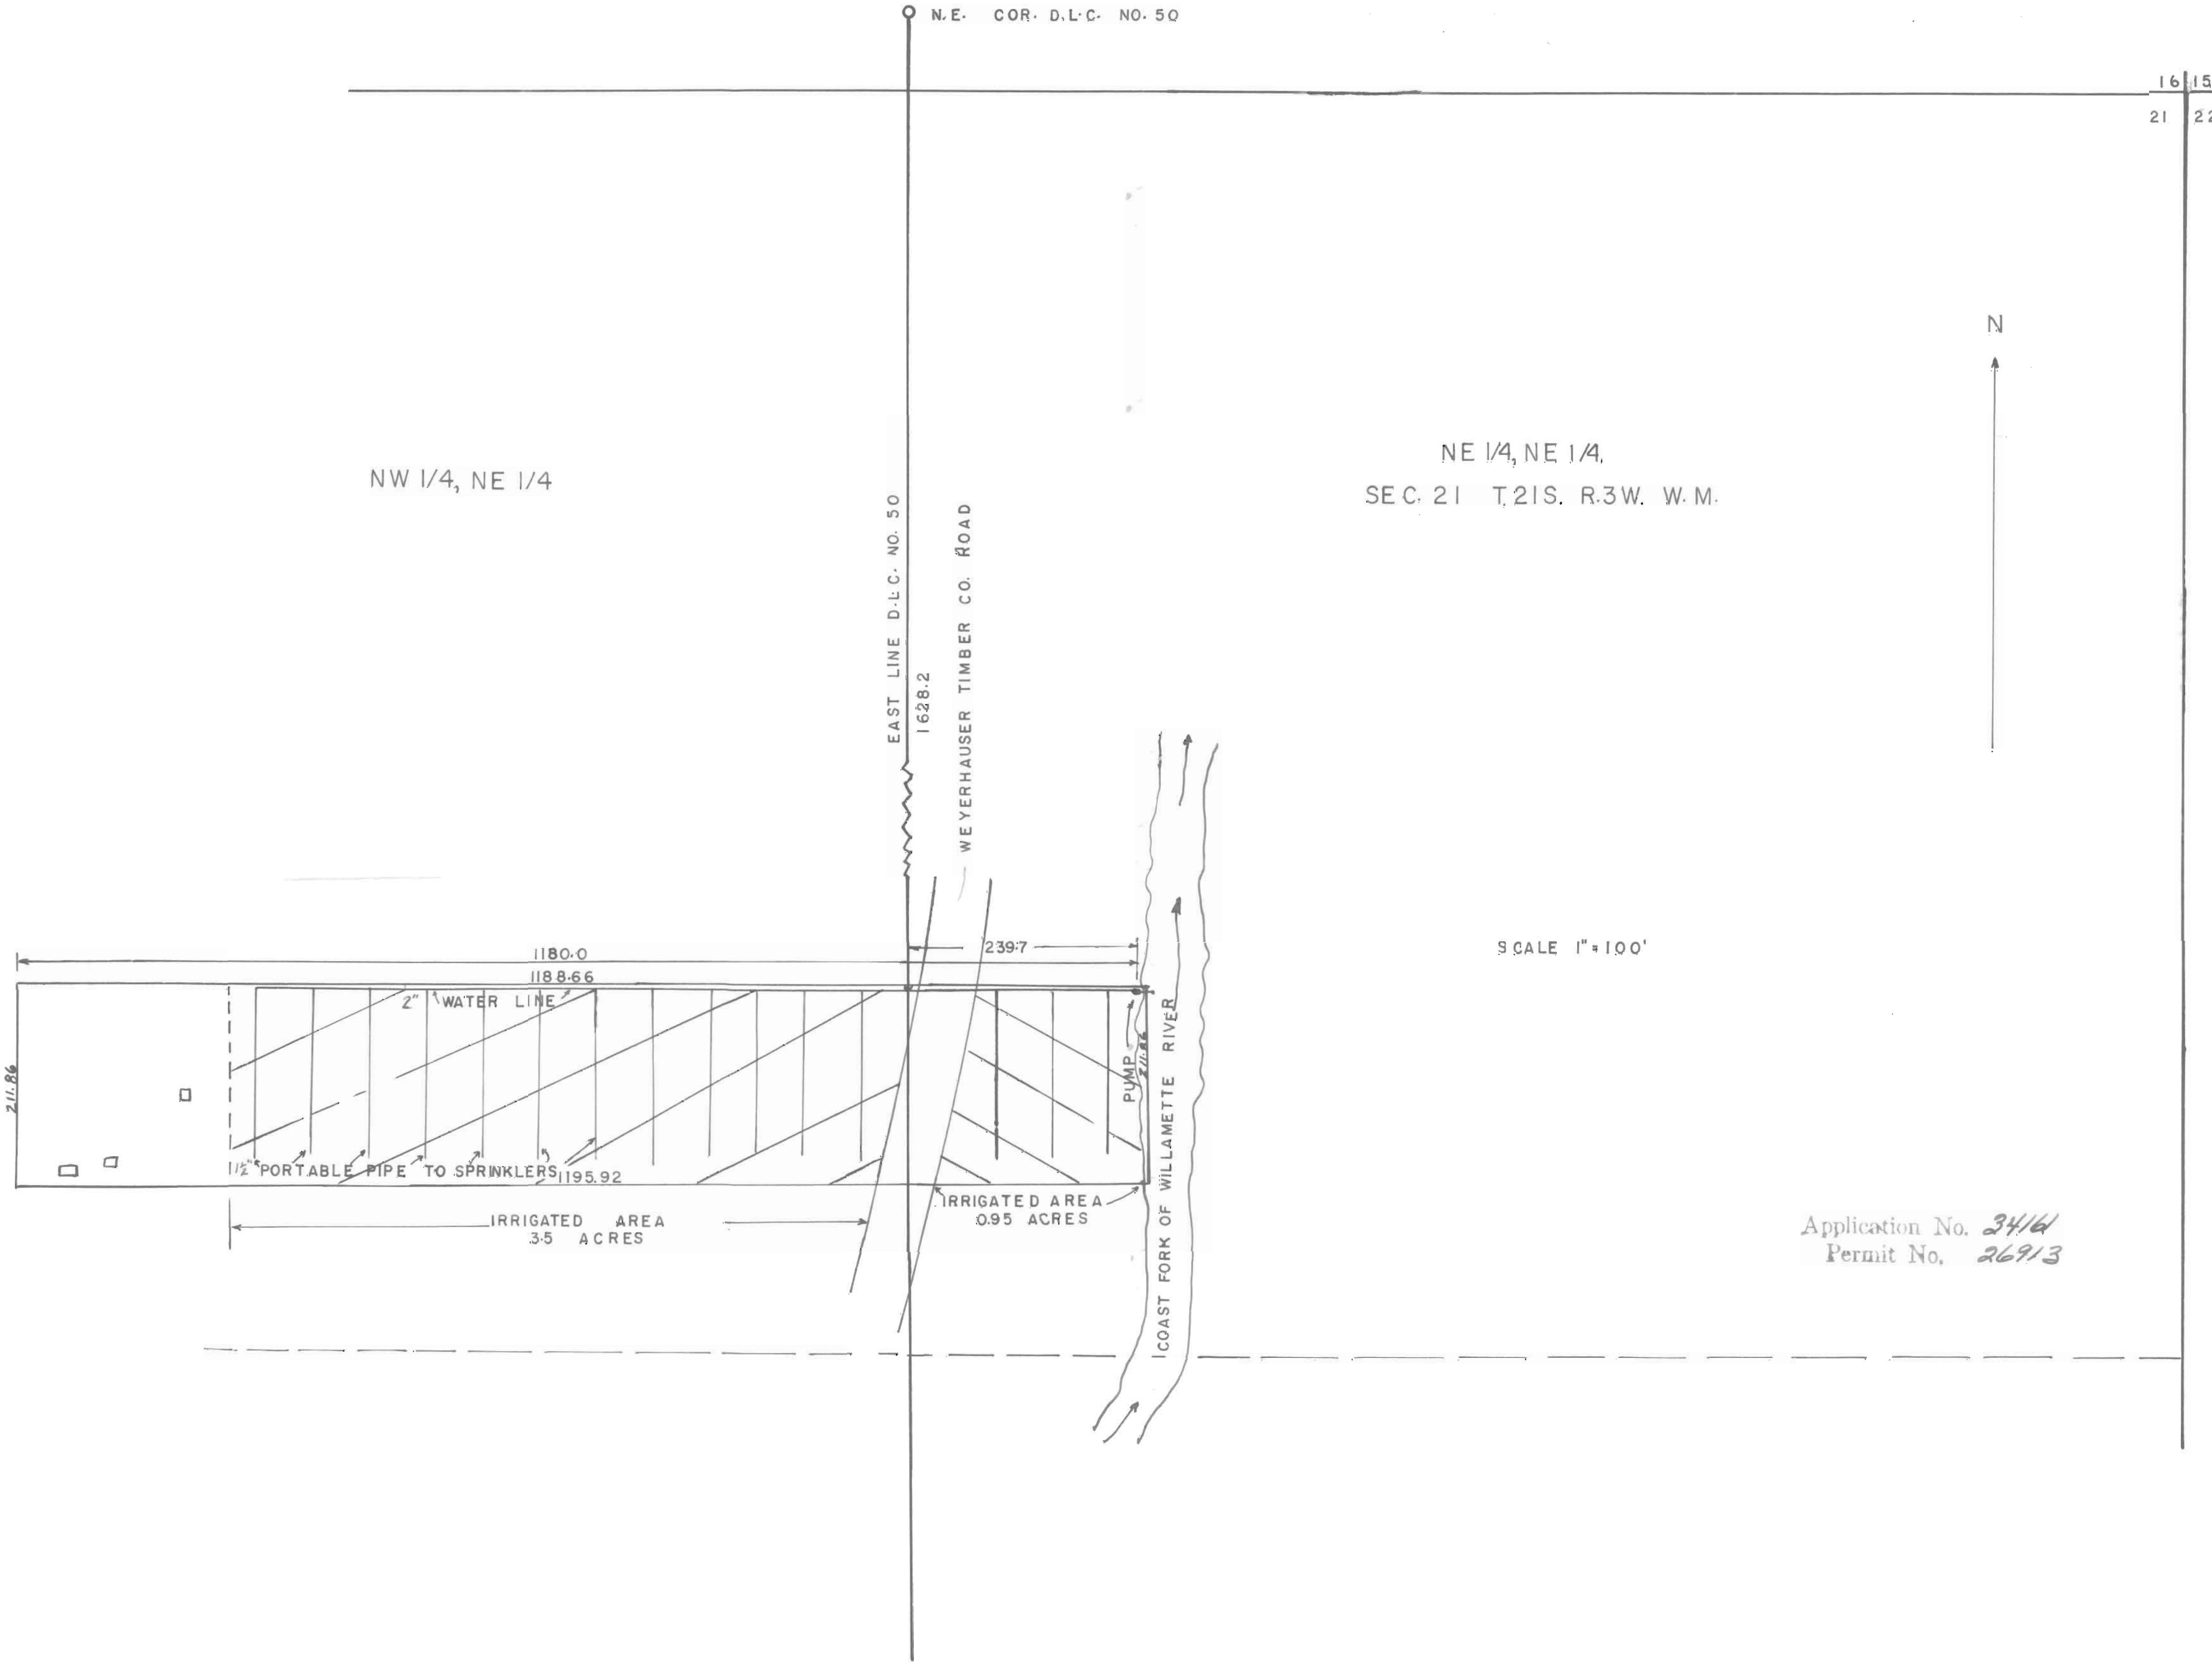 N.E. COR. D.L.C. NO. 50
16 15
21 22
N
NW 1/4, NE 1/4
NE 1/4, NE 1/4,
SEC. 21 T.21S. R.3W. W.M.
EAST LINE D.L.C. NO. 50
1628.2
WEYERHAUSER TIMBER CO. ROAD
SCALE 1"=100'
1180.0
239.7
1188.66
2" WATER LINE
211.86
PUMP
211.86
COAST FORK OF WILLAMETTE RIVER
1½" PORTABLE PIPE TO SPRINKLERS
1195.92
IRRIGATED AREA
3.5 ACRES
IRRIGATED AREA
0.95 ACRES
Application No.
Permit No. 26913